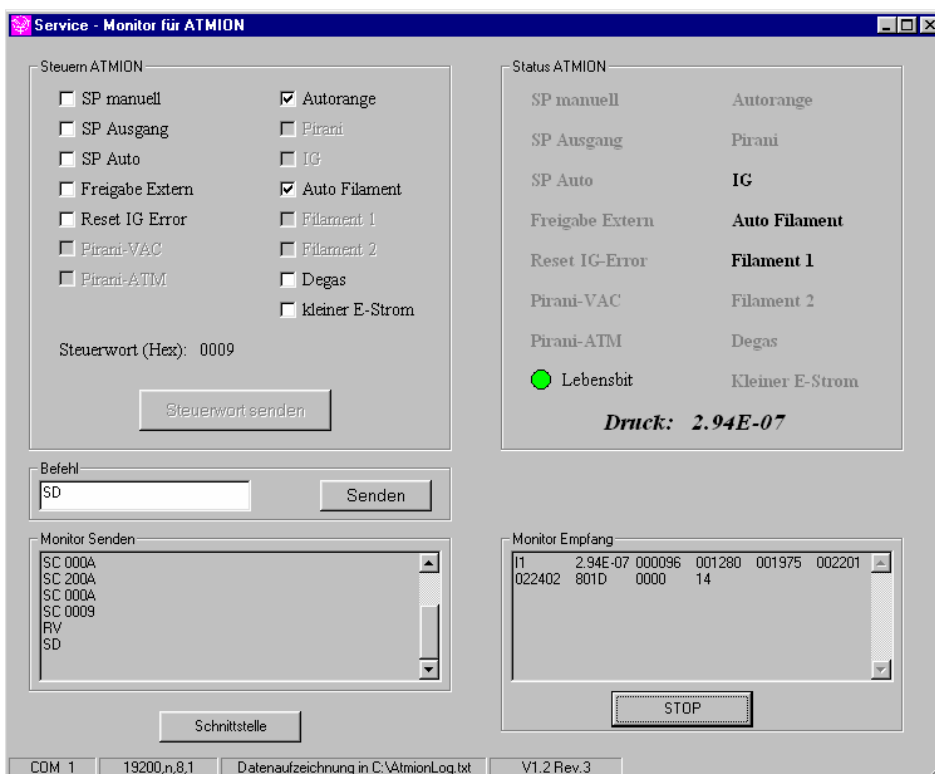 Service - Monitor für ATMION
Steuern ATMION
SP manuell
SP Ausgang
SP Auto
Freigabe Extern
Reset IG Error
Pirani-VAC
Pirani-ATM
Autorange
Pirani
IG
Auto Filament
Filament 1
Filament 2
Degas
kleiner E-Strom
Steuerwort (Hex): 0009
Steuerwort senden
Status ATMION
SP manuell
SP Ausgang
SP Auto
Freigabe Extern
Reset IG-Error
Pirani-VAC
Pirani-ATM
Lebensbit
Autorange
Pirani
IG
Auto Filament
Filament 1
Filament 2
Degas
Kleiner E-Strom
Druck: 2.94E-07
Befehl
SD
Senden
Monitor Senden
SC 000A
SC 200A
SC 000A
SC 0009
RV
SD
Monitor Empfang
I1 2.94E-07 000096 001280 001975 002201
022402 801D 0000 14
STOP
Schnittstelle
COM 1 19200,n,8,1 Datenaufzeichnung in C:\AtmionLog.txt V1.2 Rev.3